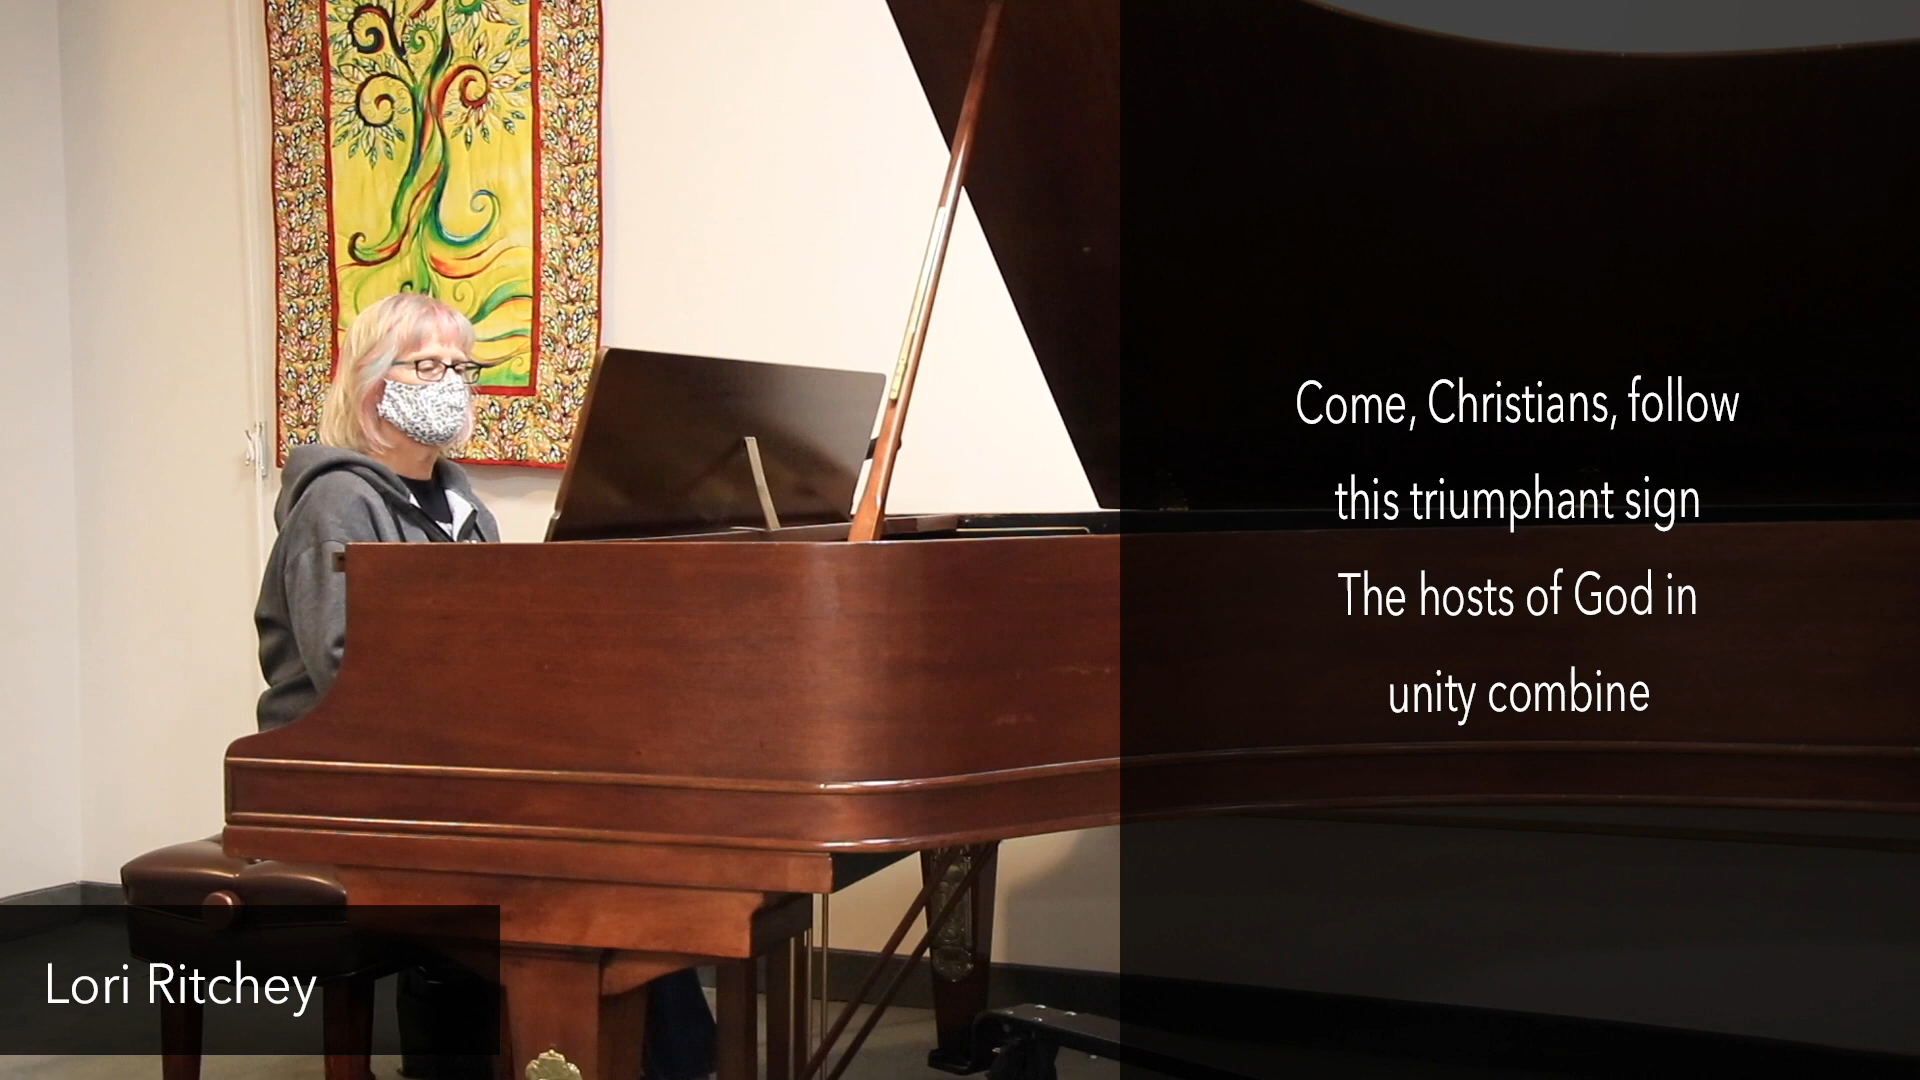 Come, Christians, follow
this triumphant sign
The hosts of God in
unity combine
Lori Ritchey